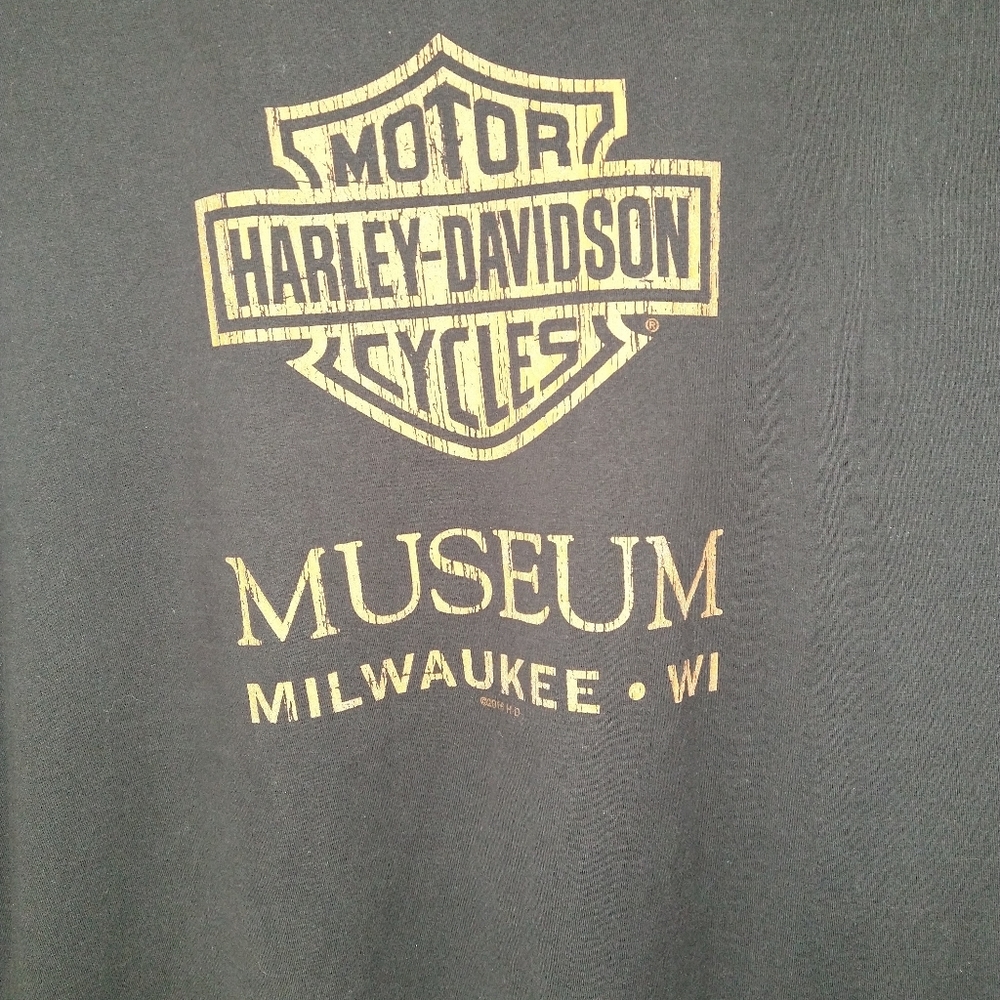 MOTOR
HARLEY-DAVIDSON
®
CYCLES
MUSEUM
MILWAUKEE • WI